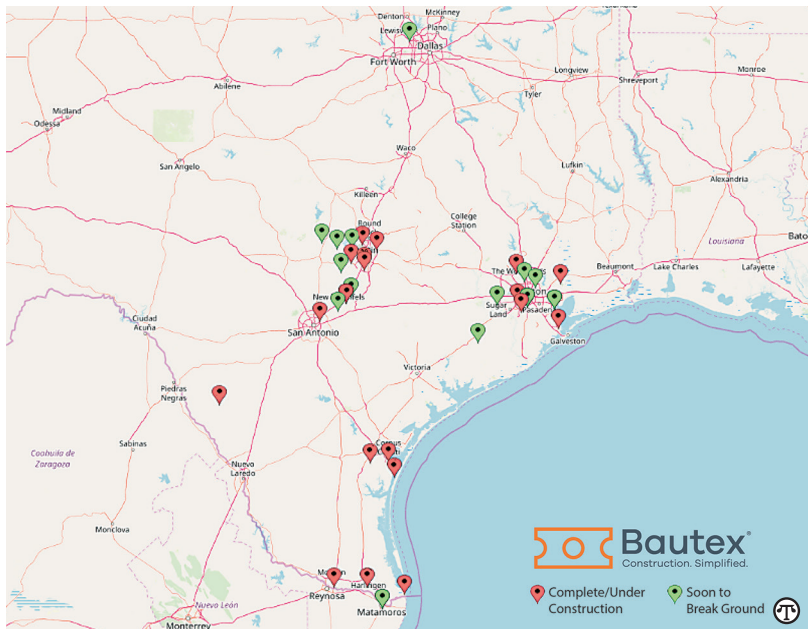 Denton
McKinney
Lewis
Plano
Dallas
Fort Worth
Abilene
Longview
Shreveport
Monroe
Tyler
Midland
Odessa
Waco
San Angelo
Lufkin
Alexandria
Killeen
College
Station
Round
Louisiana
Bato
The W
Beaumont
Lake Charles
Lafayette
New
Sugar
Land
Pasaden
San Antonio
Galveston
Ciudad
Acuña
Victoria
Piedras
Negras
Coahuila de
Zaragoza
Sabinas
Corpus
Nuevo
Laredo
Monclova
Reynosa
Harlingen
Matamoros
Nuevo León
Monterrey
Bautex®
Construction. Simplified.
Complete/Under
Construction
Soon to
Break Ground